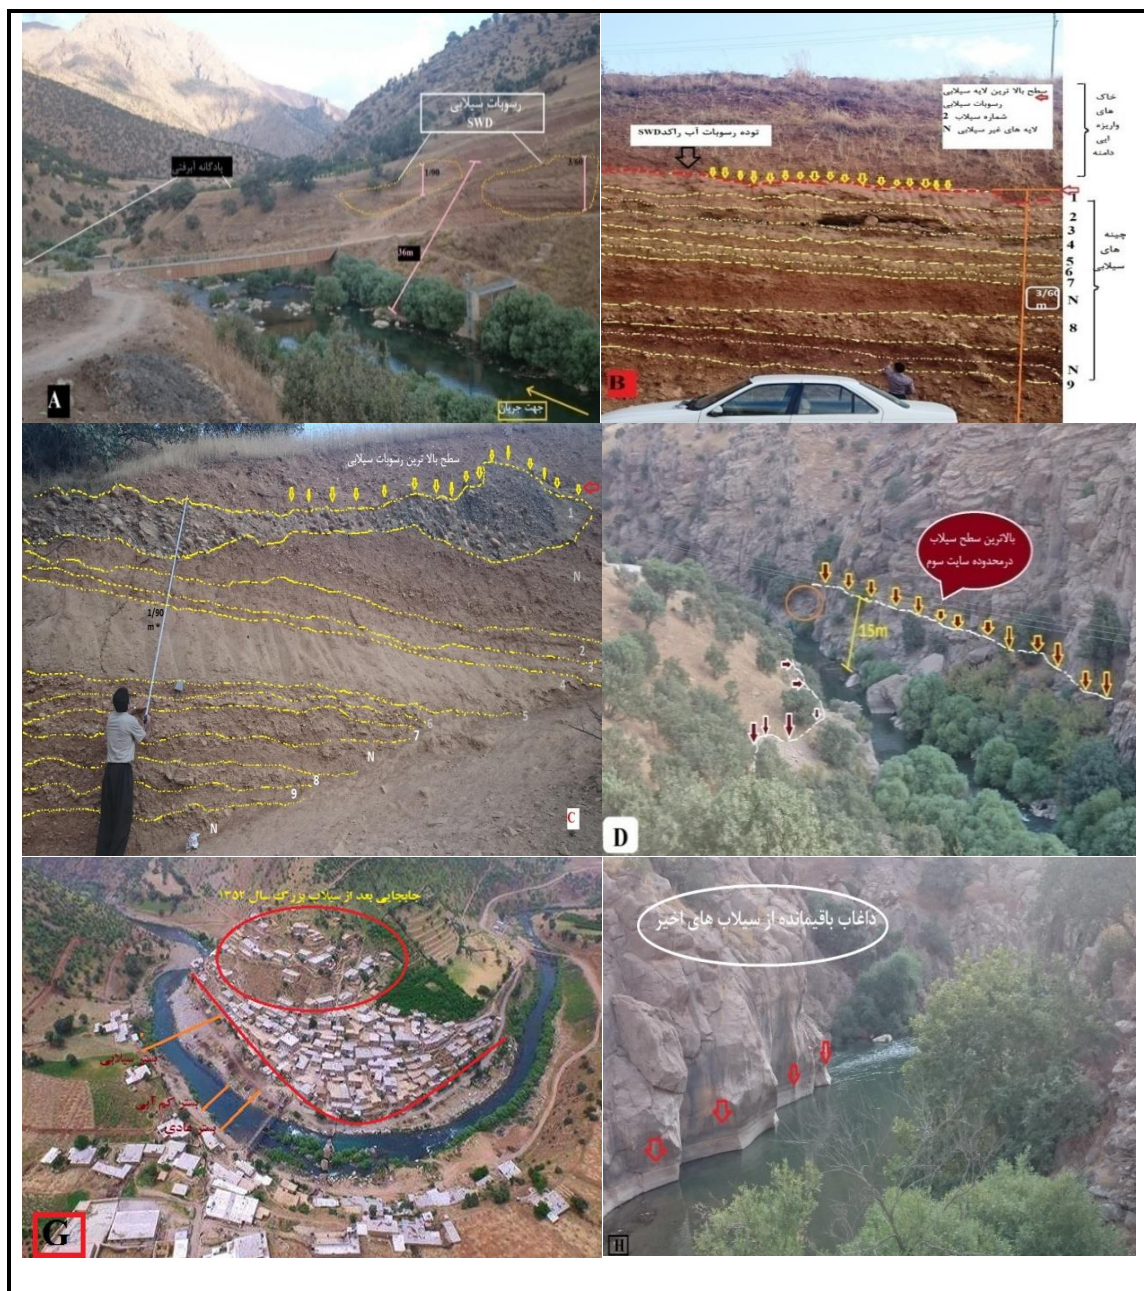 رسوبات سیلابی
SWD
پادگانه آبرفتی
1/90
3/60
36m
جهت جریان
A
سطح بالا ترین لایه سیلابی
رسوبات سیلابی
شماره سیلاب 2
لایه های غیر سیلابی N
توده رسوبات آب راکدSWD
خاک
های
واریزه
ایی
دامنه
1
2
3
4
5
6
7
N
8
N
9
چینه
های
سیلابی
3/60
m
B
سطح بالا ترین رسوبات سیلابی
1
N
1/90
m *
2
3
4
5
6
7
N
8
9
N
C
بالاترین سطح سیلاب
درمحدوده سایت سوم
15m
D
جابجایی بعد از سیلاب بزرگ سال ۱۳۵۲
بستر سیلابی
بستر کم آبی
بستر عادی
G
داغاب باقیمانده از سیلاب های اخیر
H